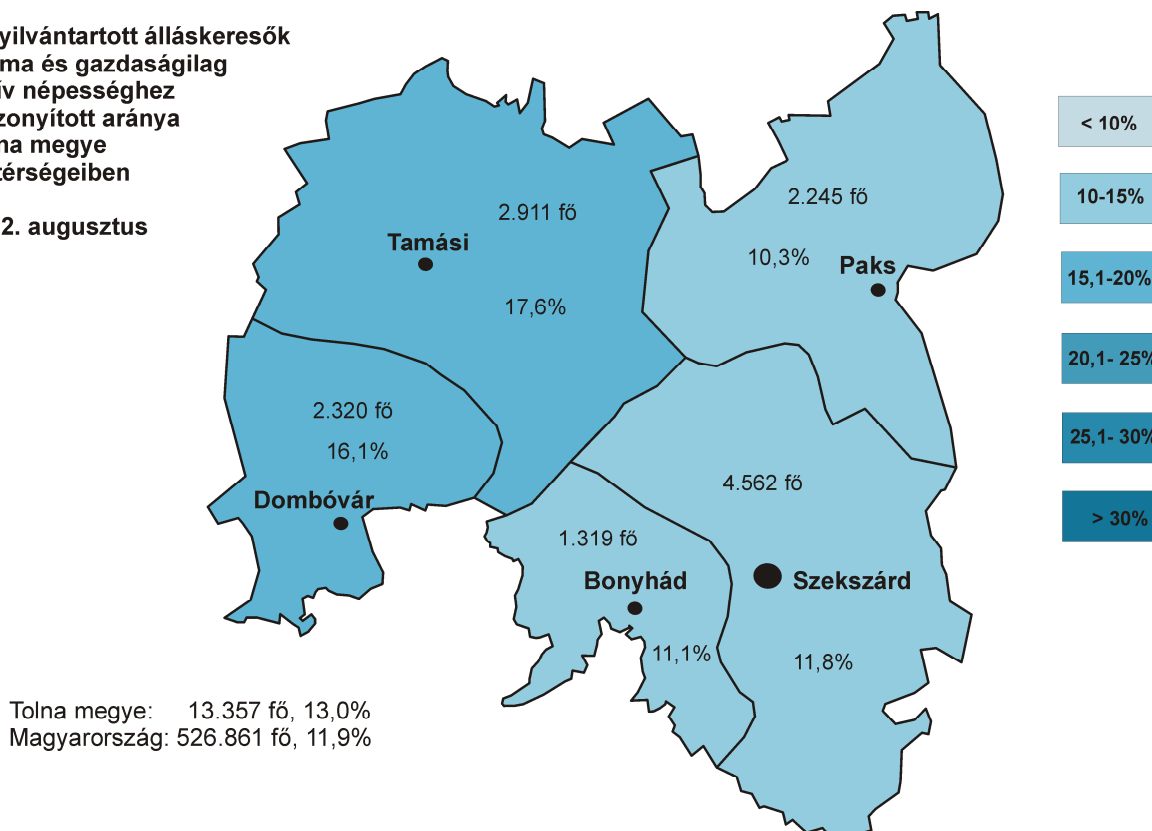 yilvántartott álláskeresők
ma és gazdaságilag
ív népességhez
zonyított aránya
na megye
térségeiben
2. augusztus
< 10%
10-15%
15,1-20%
20,1- 25%
25,1- 30%
> 30%
2.245 fő
10,3%
Paks
2.911 fő
Tamási
17,6%
2.320 fő
16,1%
Dombóvár
4.562 fő
Szekszárd
11,8%
1.319 fő
Bonyhád
11,1%
Tolna megye: 13.357 fő, 13,0%
Magyarország: 526.861 fő, 11,9%